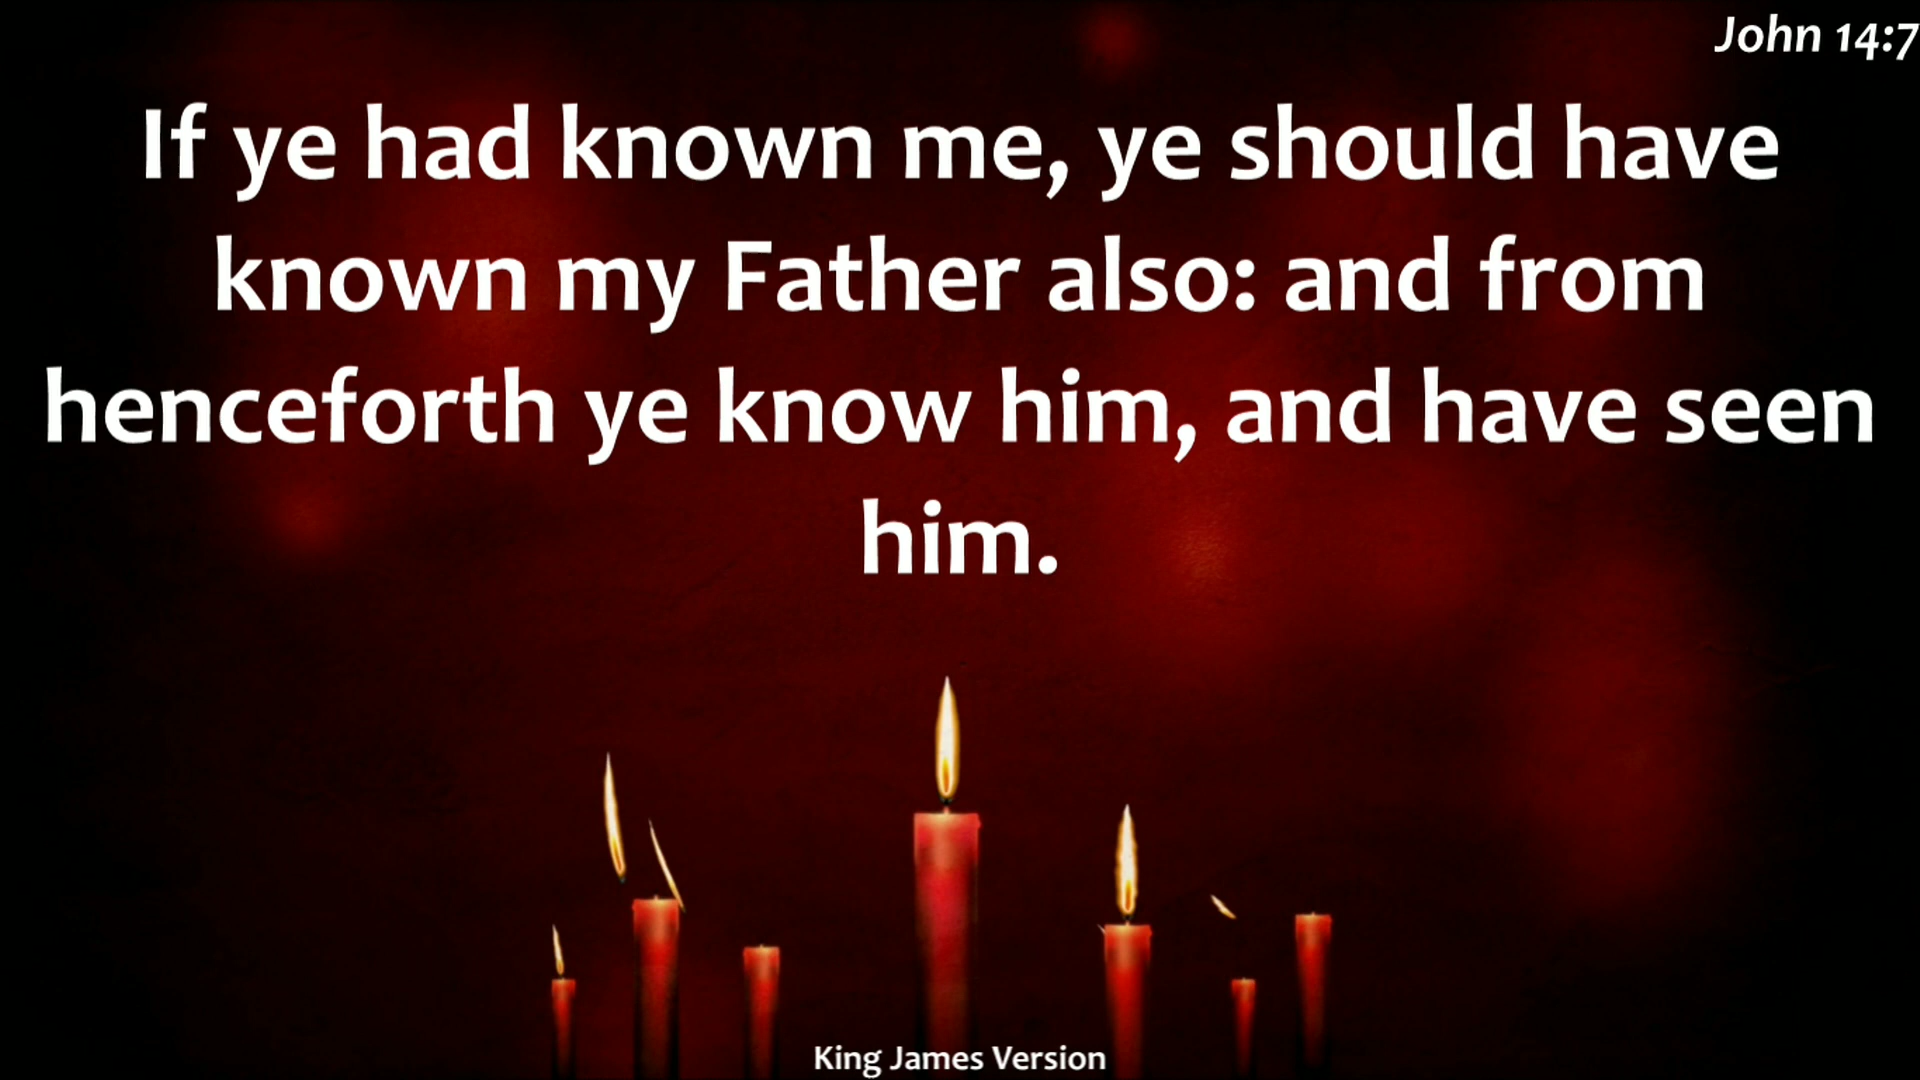 John 14:7
If ye had known me, ye should have
known my Father also: and from
henceforth ye know him, and have seen
him.
King James Version